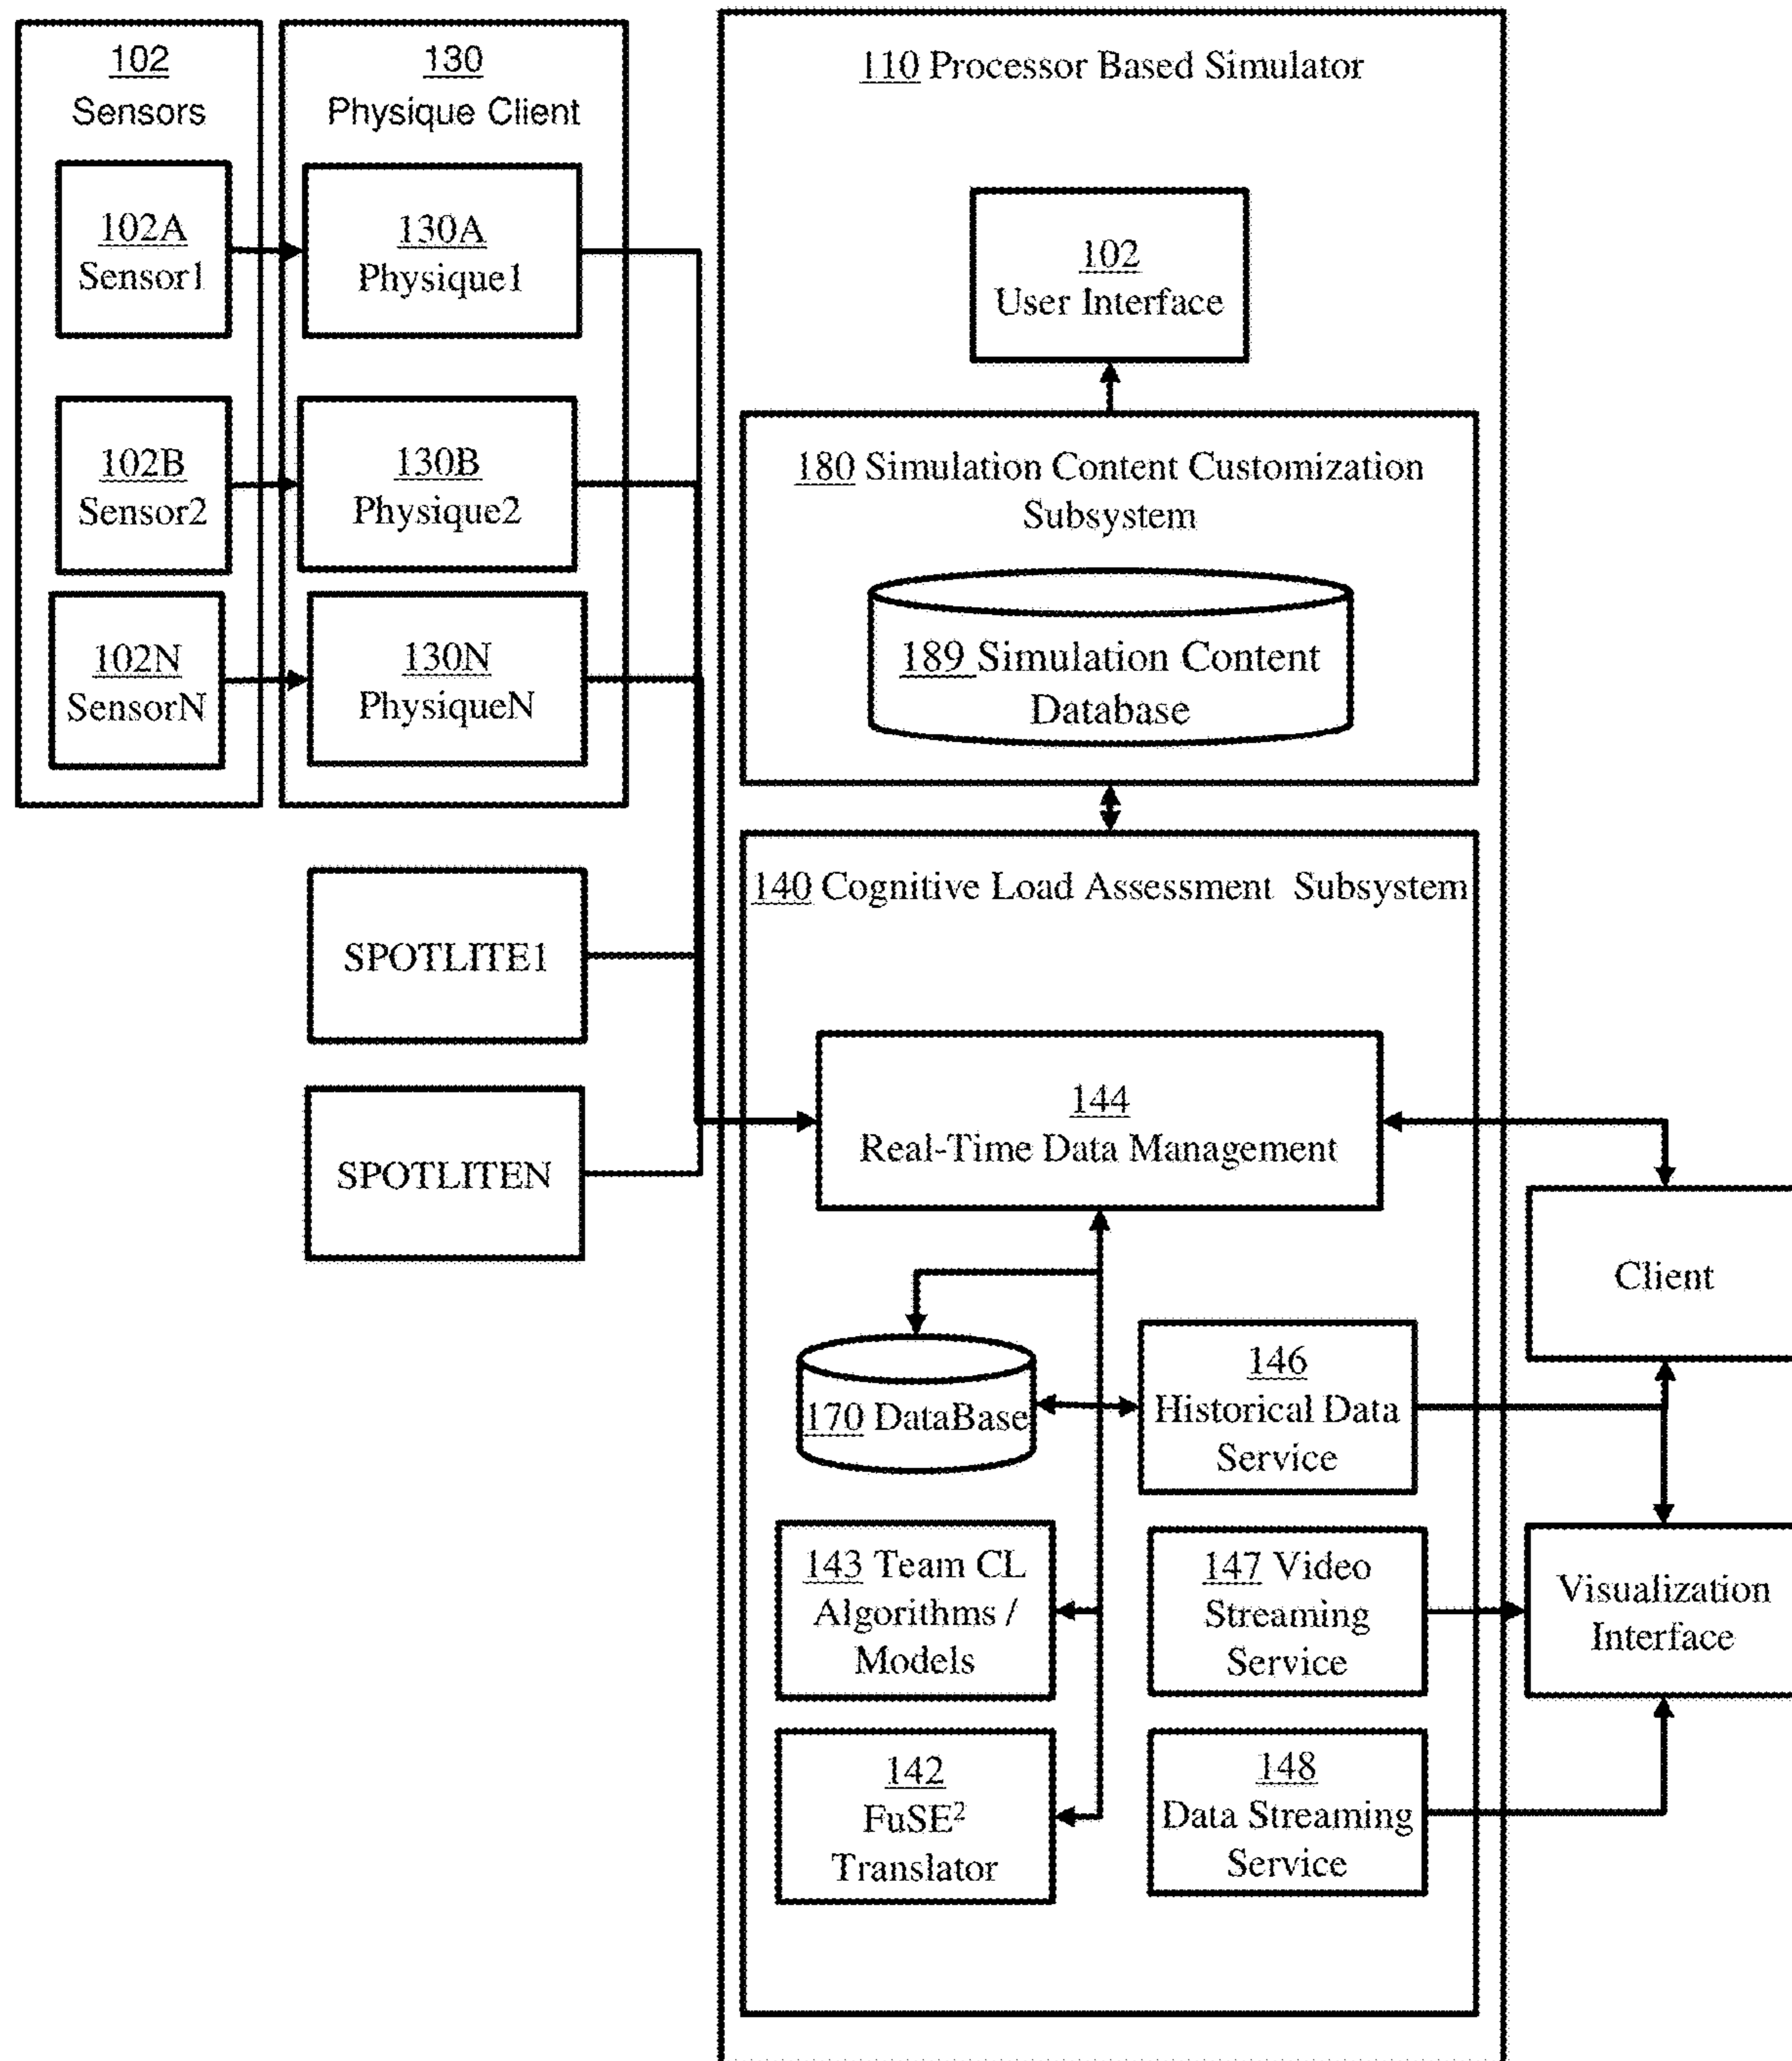 102
Sensors
102A
Sensor1
102B
Sensor2
102N
SensorN
130
Physique Client
130A
Physique1
130B
Physique2
130N
PhysiqueN
SPOTLITE1
SPOTLITEN
110 Processor Based Simulator
102
User Interface
180 Simulation Content Customization
Subsystem
189 Simulation Content
Database
140 Cognitive Load Assessment Subsystem
144
Real-Time Data Management
170 DataBase
146
Historical Data
Service
143 Team CL
Algorithms /
Models
147 Video
Streaming
Service
142
FuSE²
Translator
148
Data Streaming
Service
Client
Visualization
Interface